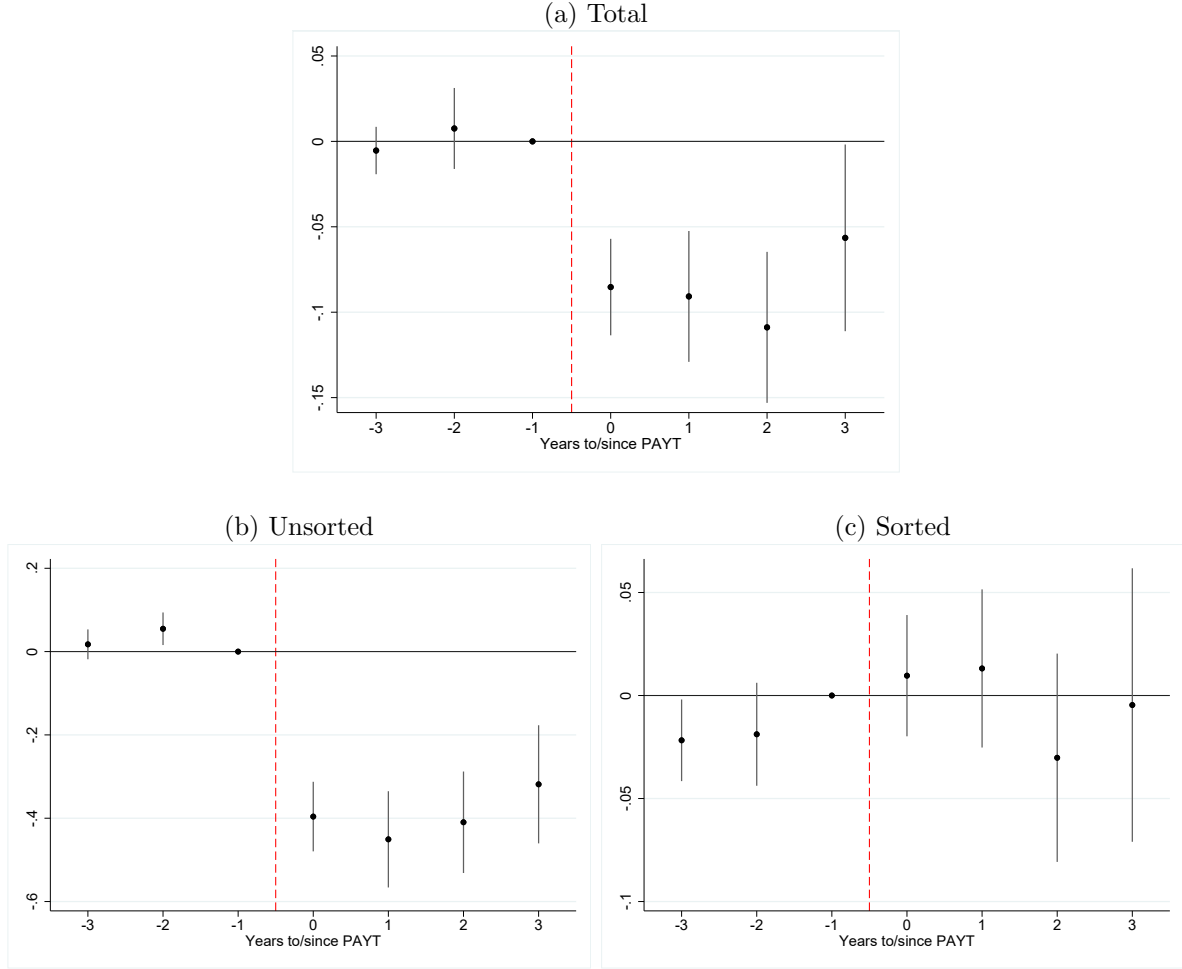 (a) Total
.05
0
-.05
-.1
-.15
-3 -2 -1 0 1 2 3
Years to/since PAYT
(b) Unsorted
.2
0
-.2
-.4
-.6
-3 -2 -1 0 1 2 3
Years to/since PAYT
(c) Sorted
.05
0
-.05
-.1
-3 -2 -1 0 1 2 3
Years to/since PAYT